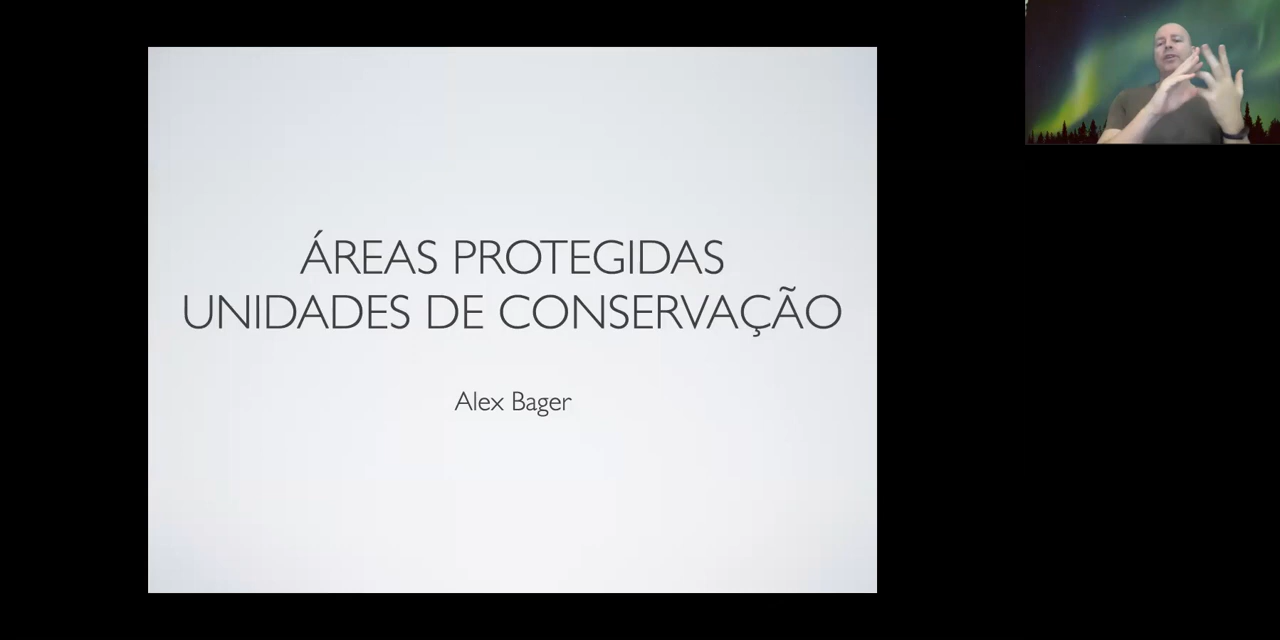 ÁREAS PROTEGIDAS
UNIDADES DE CONSERVAÇÃO
Alex Bager